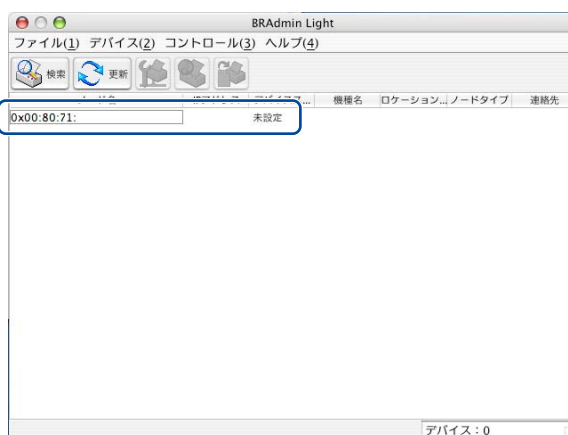 BRAdmin Light
ファイル(1) デバイス(2) コントロール(3) ヘルプ(4)
検索 更新
機種名 ロケーション... ノードタイプ 連絡先
0x00:80:71: 未設定
デバイス：0